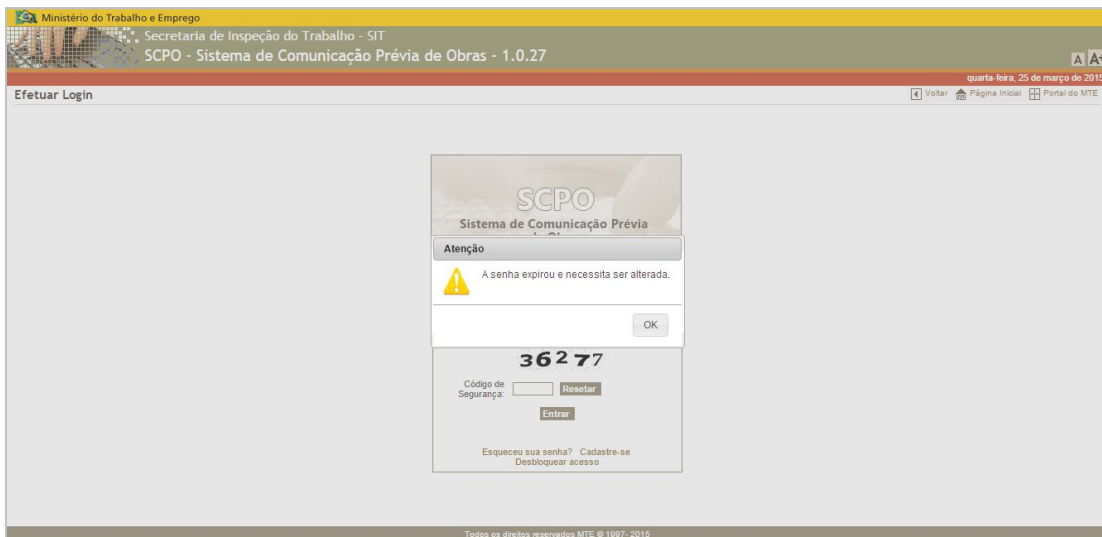 Ministério do Trabalho e Emprego
Secretaria de Inspeção do Trabalho - SIT
SCPO - Sistema de Comunicação Prévia de Obras - 1.0.27
A A+
quarta-feira, 25 de março de 2015
Efetuar Login
Voltar Página Inicial Portal do MTE
SCPO
Sistema de Comunicação Prévia
Atenção
A senha expirou e necessita ser alterada.
OK
36277
Código de
Segurança: Resetar
Entrar
Esqueceu sua senha? Cadastre-se
Desbloquear acesso
Todos os direitos reservados MTE © 1997- 2015